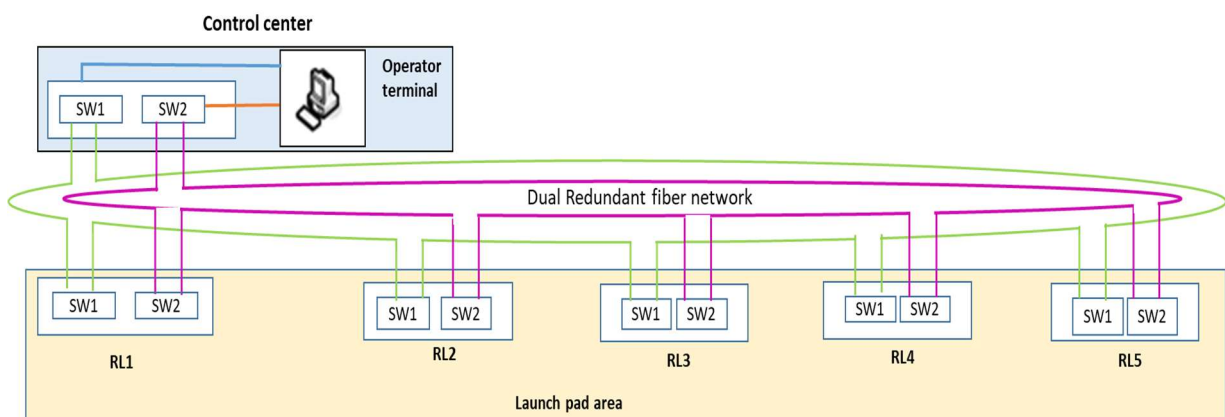 Control center
Operator
terminal
SW1 SW2
Dual Redundant fiber network
SW1 SW2
SW1 SW2
SW1 SW2
SW1 SW2
SW1 SW2
RL1
RL2
RL3
RL4
RL5
Launch pad area